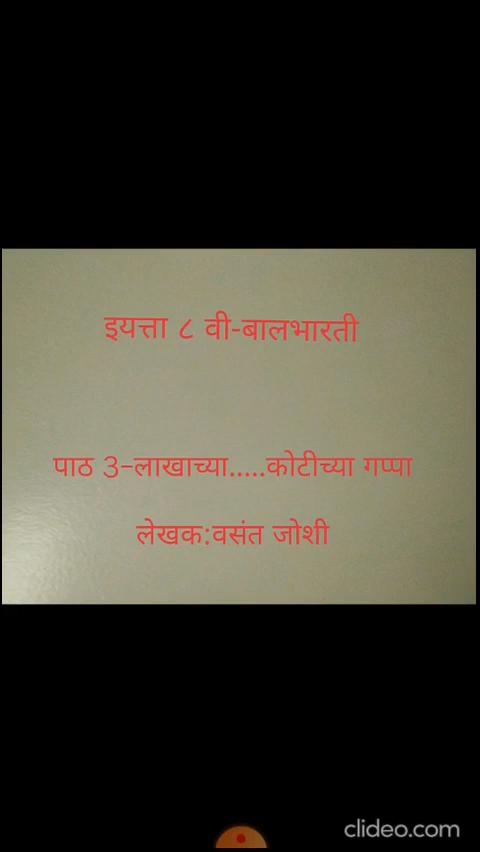 इयत्ता ८ वी-बालभारती
पाठ 3-लाखाच्या.....कोटीच्या गप्पा
लेखक:वसंत जोशी
clideo.com